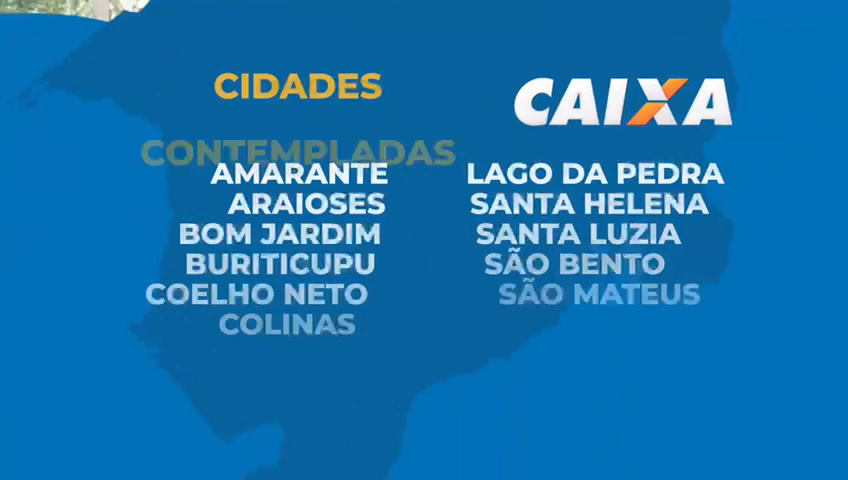 CIDADES
CONTEMPLADAS
AMARANTE
ARAIOSES
BOM JARDIM
BURITICUPU
COELHO NETO
COLINAS
CAIXA
LAGO DA PEDRA
SANTA HELENA
SANTA LUZIA
SÃO BENTO
SÃO MATEUS